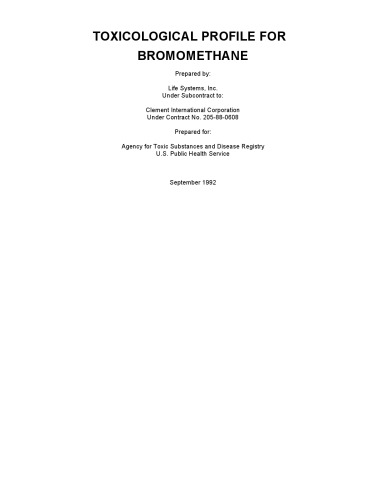 TOXICOLOGICAL PROFILE FOR
BROMOMETHANE
Prepared by:
Life Systems, Inc.
Under Subcontract to:
Clement International Corporation
Under Contract No. 205-88-0608
Prepared for:
Agency for Toxic Substances and Disease Registry
U.S. Public Health Service
September 1992